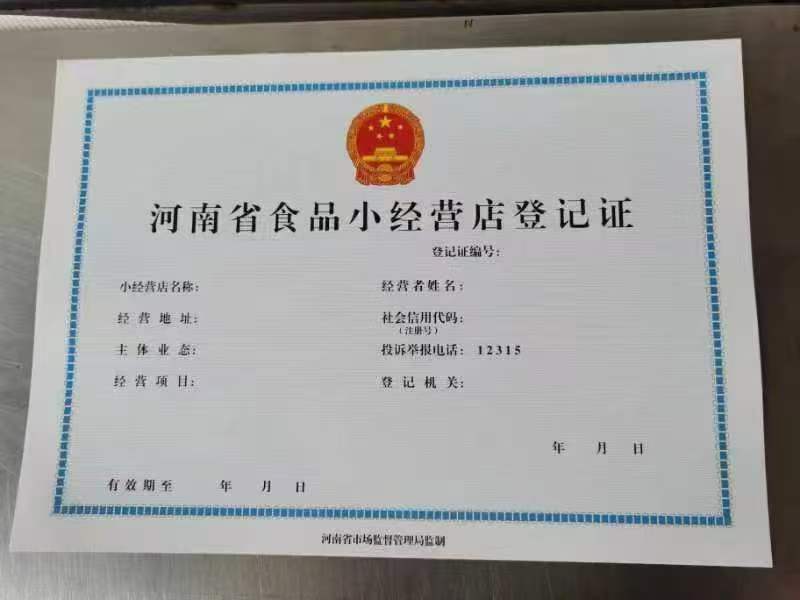 河南省食品小经营店登记证
登记证编号：
小经营店名称：
经营者姓名：
经营地址：
社会信用代码：
（注册号）
主体业态：
投诉举报电话：12315
经营项目：
登记机关：
年 月 日
有效期至 年 月 日
河南省市场监督管理局监制